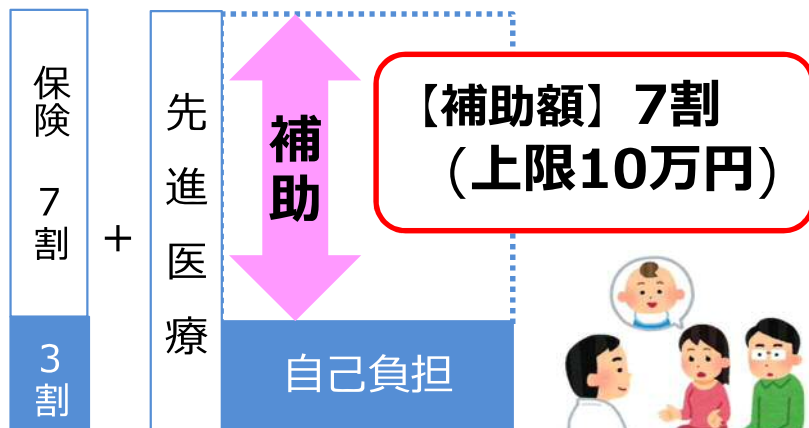 保険 7割
3割
+
先進医療
補助
【補助額】7割
(上限10万円)
自己負担